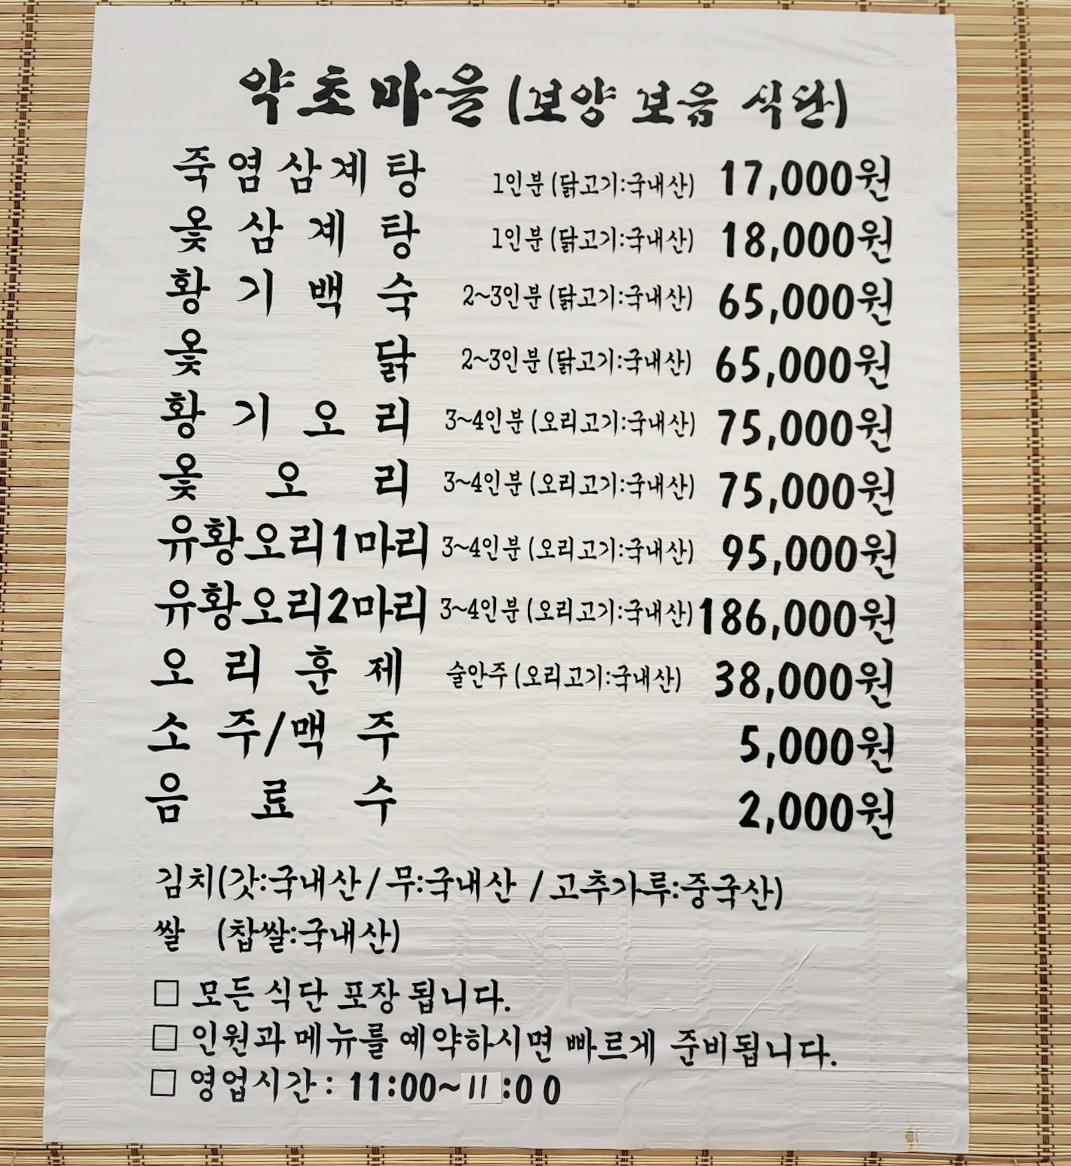 약초마을 (보양 보음 식단)
죽염삼계탕 1인분(닭고기:국내산) 17,000원
옻삼계탕 1인분(닭고기:국내산) 18,000원
황기백숙 2~3인분(닭고기:국내산) 65,000원
옻닭 2~3인분(닭고기:국내산) 65,000원
황기오리 3~4인분(오리고기:국내산) 75,000원
옻오리 3~4인분(오리고기:국내산) 75,000원
유황오리1마리 3~4인분(오리고기:국내산) 95,000원
유황오리2마리 3~4인분(오리고기:국내산) 186,000원
오리훈제 술안주(오리고기:국내산) 38,000원
소주/맥주 5,000원
음료수 2,000원
김치(갓:국내산/무:국내산 /고추가루:중국산)
쌀 (찹쌀:국내산)
□ 모든 식단 포장 됩니다.
□ 인원과 메뉴를 예약하시면 빠르게 준비됩니다.
□ 영업시간 : 11:00~11:00